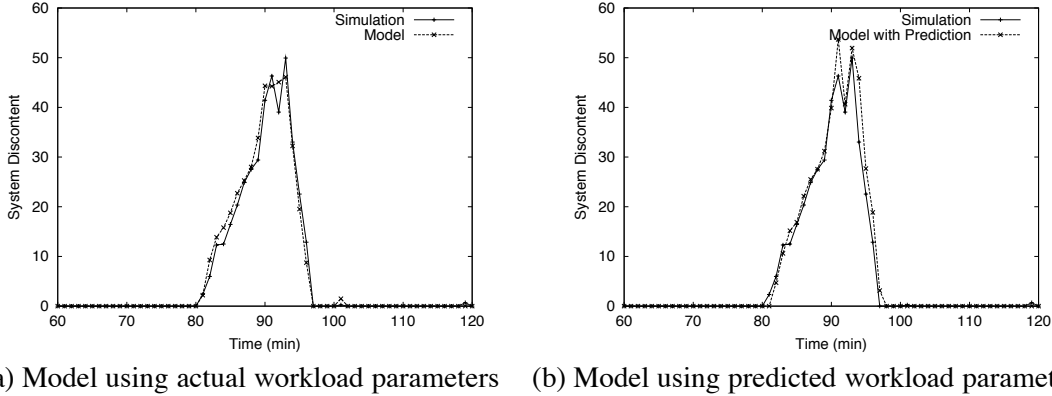 60
50
40
30
20
10
0
System Discontent
Simulation
Model
60 70 80 90 100 110 120
Time (min)
a) Model using actual workload parameters
60
50
40
30
20
10
0
System Discontent
Simulation
Model with Prediction
60 70 80 90 100 110 120
Time (min)
(b) Model using predicted workload paramet